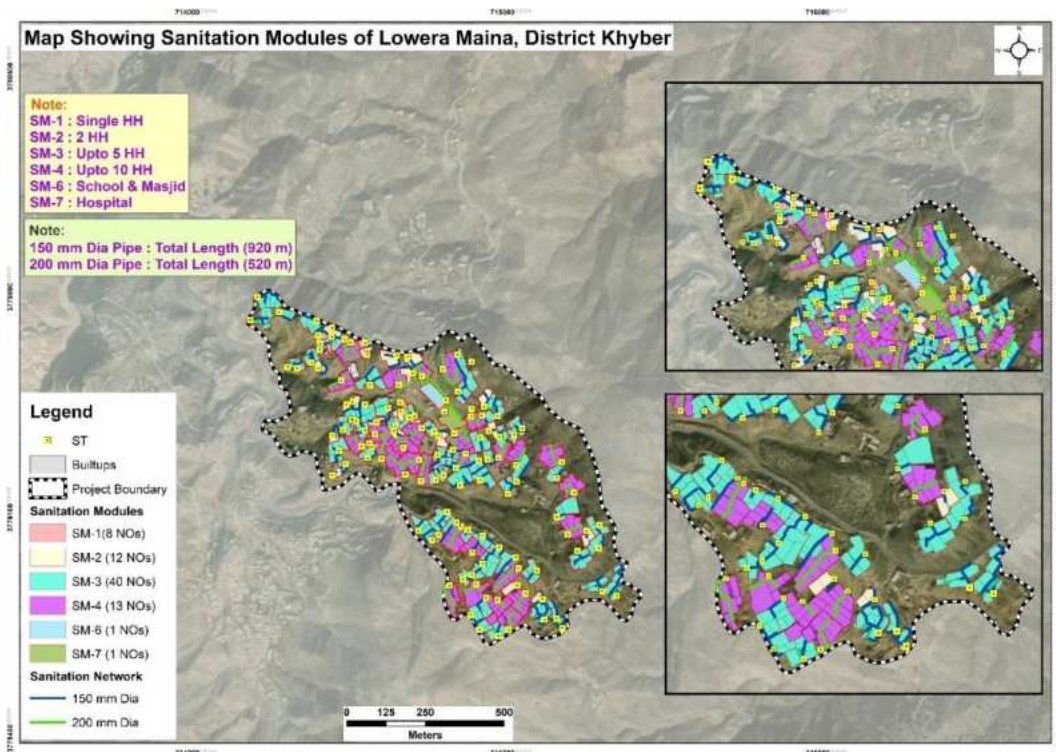 Map Showing Sanitation Modules of Lowera Maina, District Khyber
Note:
SM-1 : Single HH
SM-2 : 2 HH
SM-3 : Upto 5 HH
SM-4 : Upto 10 HH
SM-6 : School & Masjid
SM-7 : Hospital
Note:
150 mm Dia Pipe : Total Length (920 m)
200 mm Dia Pipe : Total Length (520 m)
Legend
ST
Builtups
Project Boundary
Sanitation Modules
SM-1(8 NOs)
SM-2 (12 NOs)
SM-3 (40 NOs)
SM-4 (13 NOs)
SM-6 (1 NOs)
SM-7 (1 NOs)
Sanitation Network
150 mm Dia
200 mm Dia
0 125 250 500
Meters